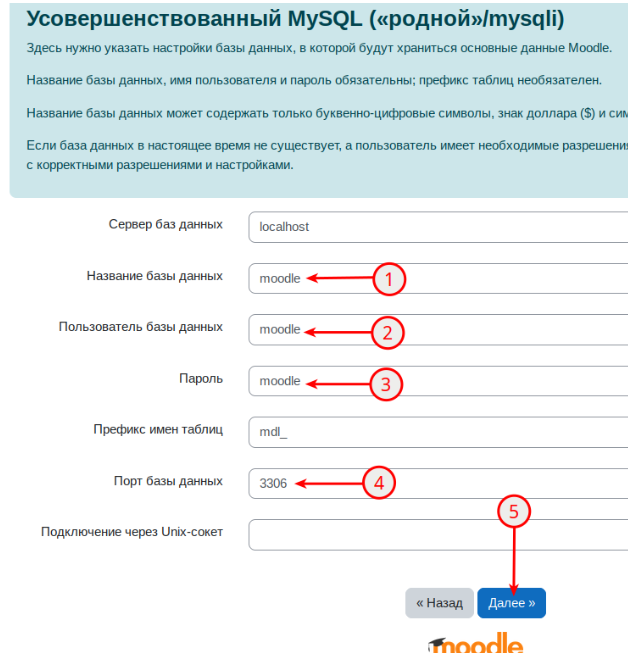 Усовершенствованный MySQL («родной»/mysqli)
Здесь нужно указать настройки базы данных, в которой будут храниться основные данные Moodle.
Название базы данных, имя пользователя и пароль обязательны; префикс таблиц необязателен.
Название базы данных может содержать только буквенно-цифровые символы, знак доллара ($) и
Если база данных в настоящее время не существует, а пользователь имеет необходимые
с корректными разрешениями и настройками.
Сервер баз данных localhost
Название базы данных moodle 1
Пользователь базы данных moodle 2
Пароль moodle 3
Префикс имен таблиц mdl_
Порт базы данных 3306 4
5
Подключение через Unix-сокет
« Назад Далее »
moodle